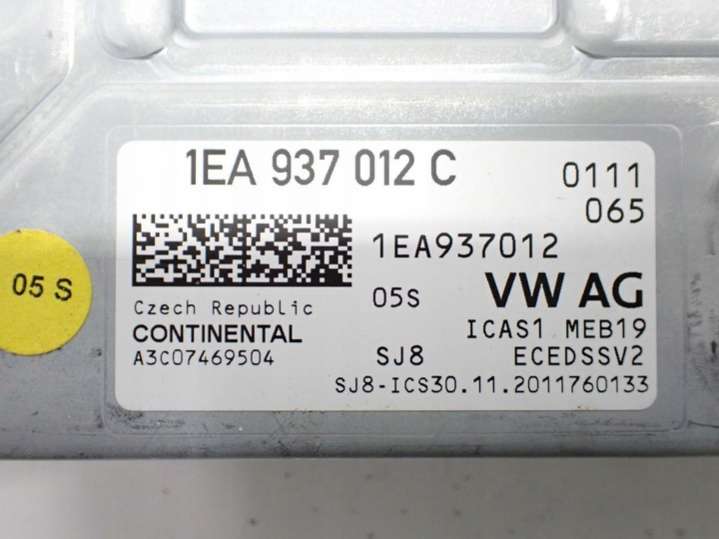 1EA 937 012 C
0111
065
1EA937012
05S
VW AG
Czech Republic
CONTINENTAL
A3C07469504
ICAS1 MEB19
SJ8 ECEDSSV2
SJ8-ICS30.11.2011760133
05 S